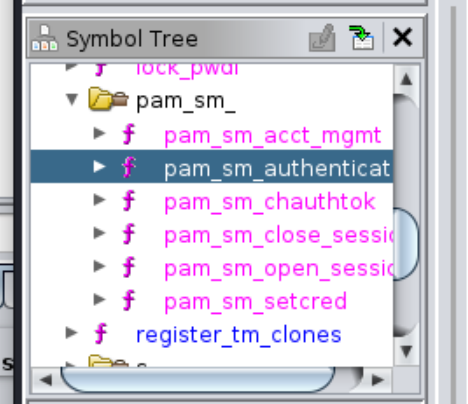 Symbol Tree
f lock_pwdf
pam_sm_
f pam_sm_acct_mgmt
f pam_sm_authenticat
f pam_sm_chauthtok
f pam_sm_close_sessio
f pam_sm_open_sessio
f pam_sm_setcred
f register_tm_clones
s